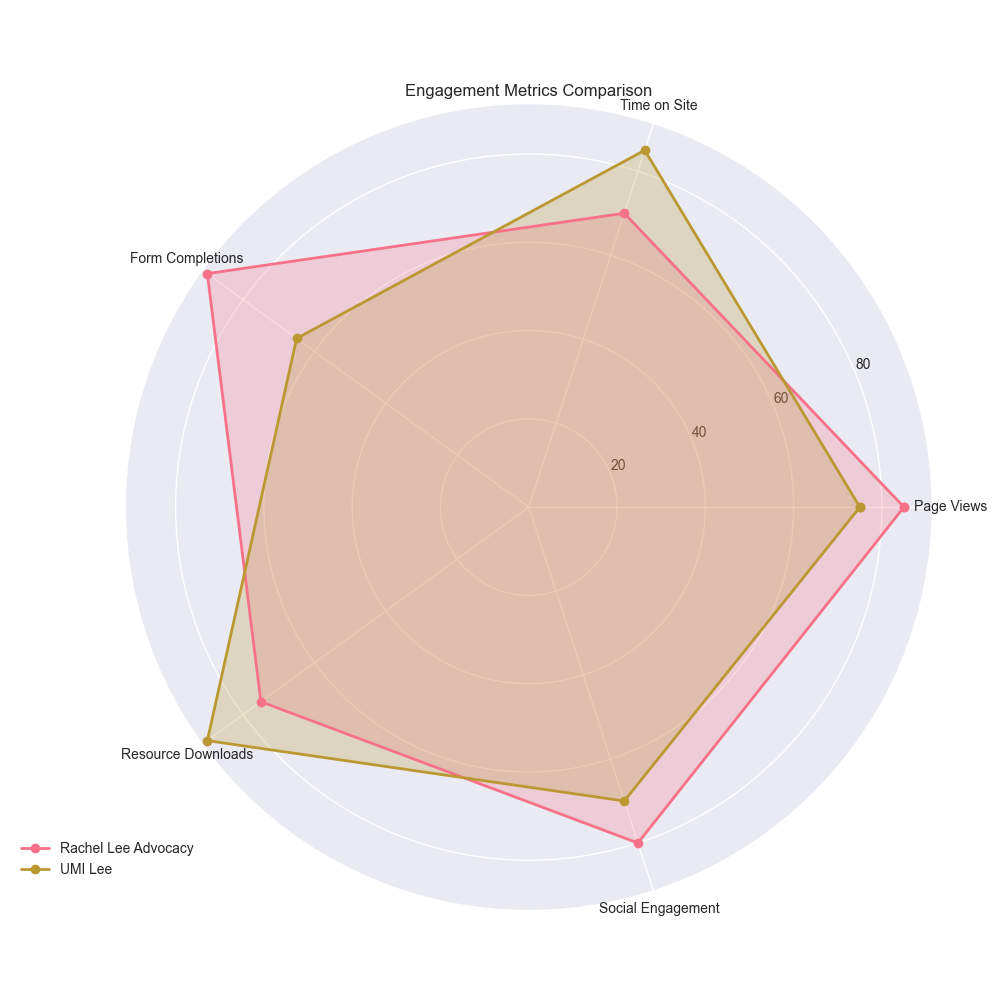 Engagement Metrics Comparison
Time on Site
Form Completions
80
60
40
20
Page Views
Resource Downloads
Rachel Lee Advocacy
UMI Lee
Social Engagement